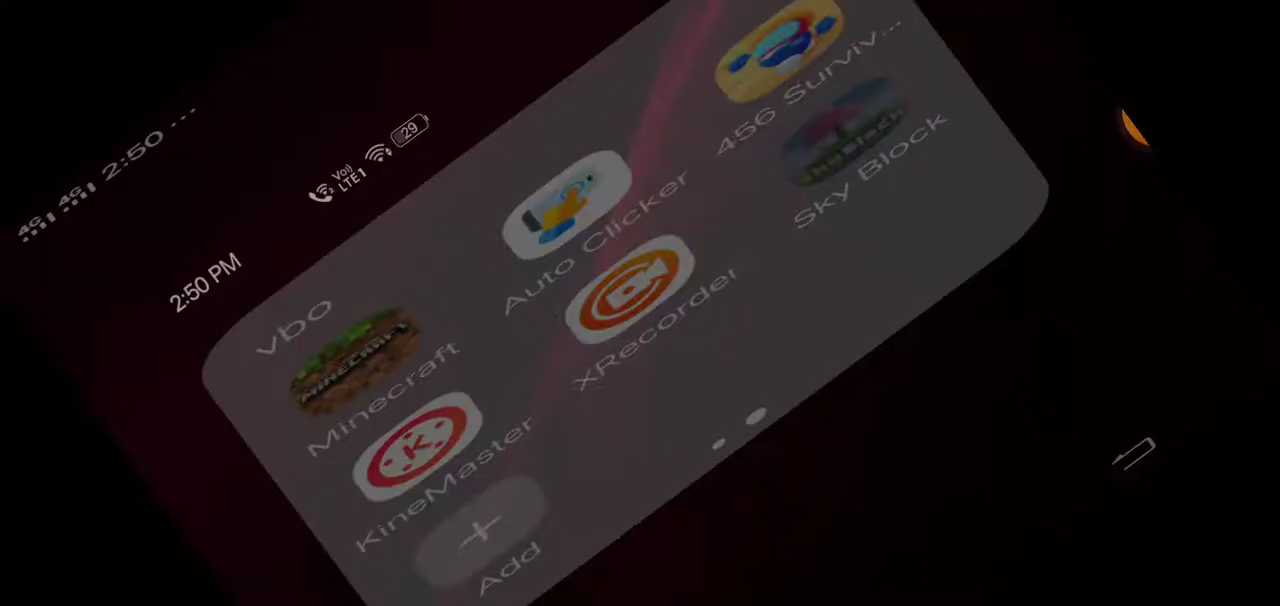 4G 4G 2:50 ...
Vo)) LTE1 29
2:50 PM
vbo
Minecraft
Auto Clicker
456 Surviv...
KineMaster
XRecorder
Sky Block
Add
MINECRAFT
K